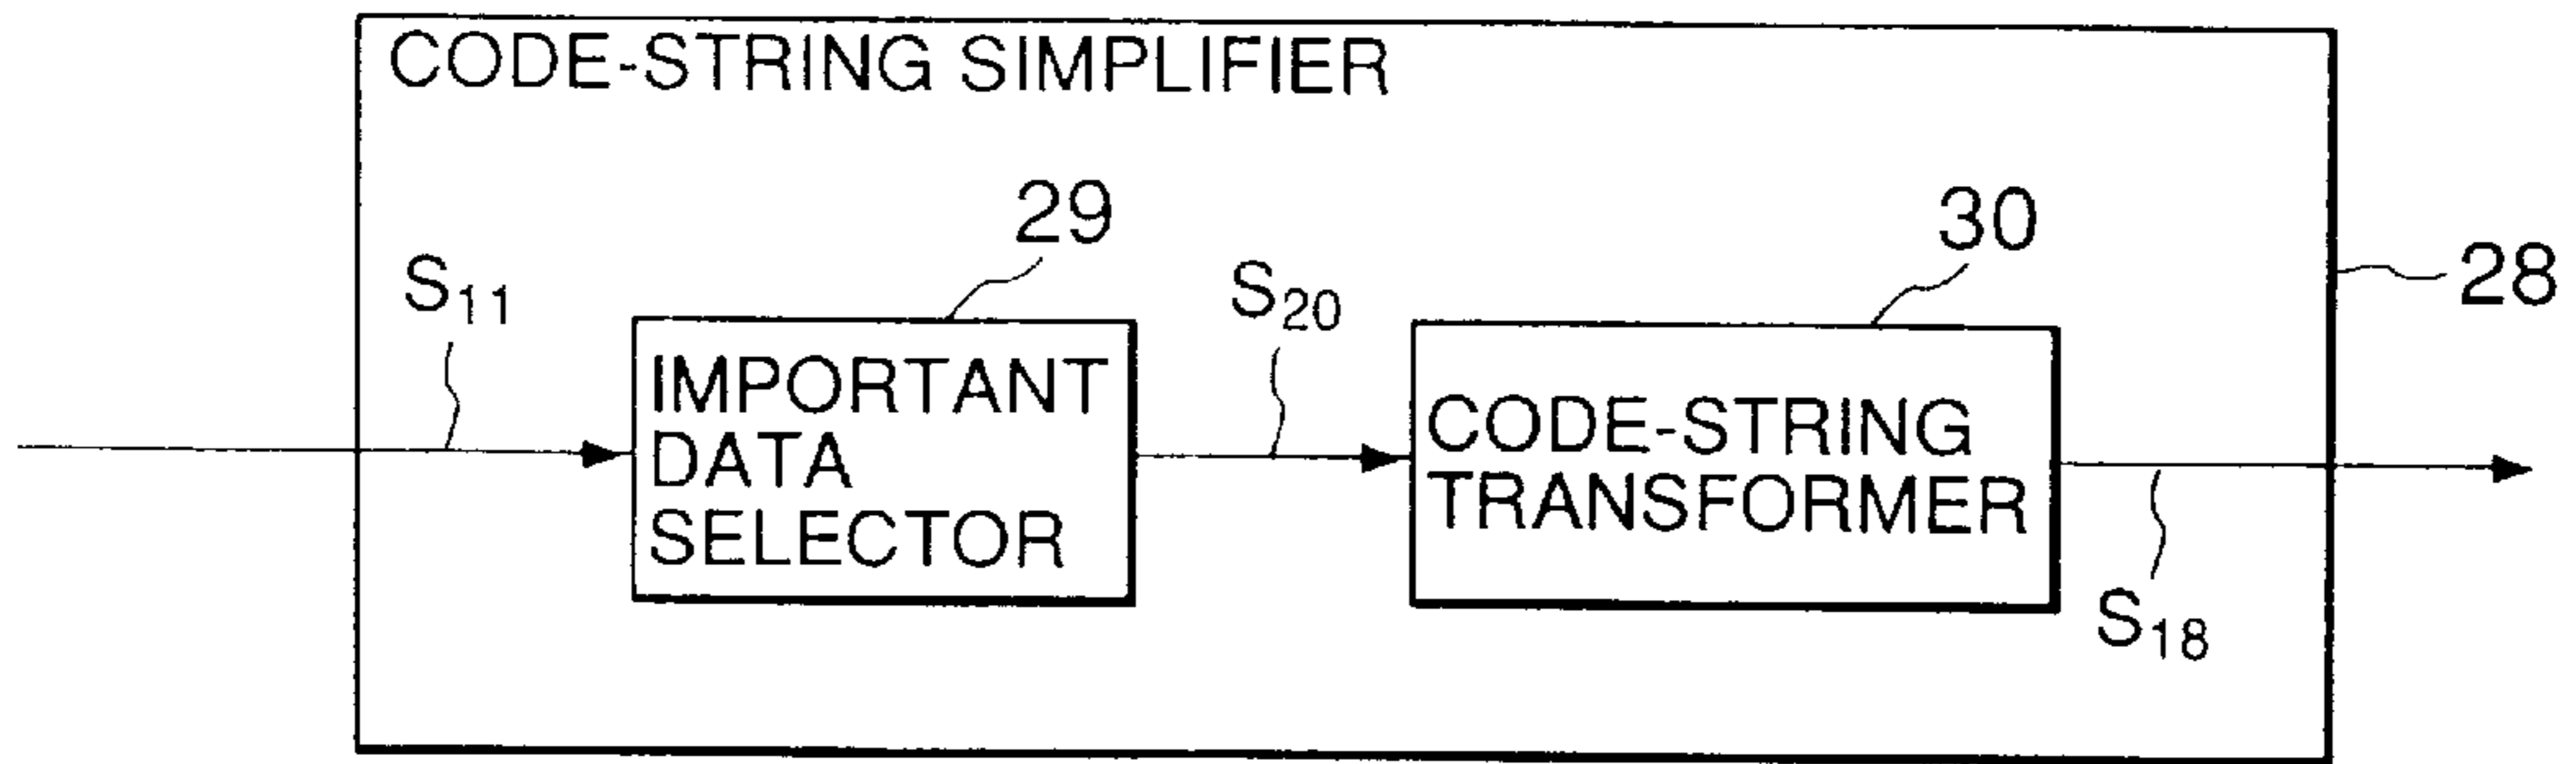 CODE-STRING SIMPLIFIER
29
30
28
S11
S20
IMPORTANT
DATA
SELECTOR
CODE-STRING
TRANSFORMER
S18